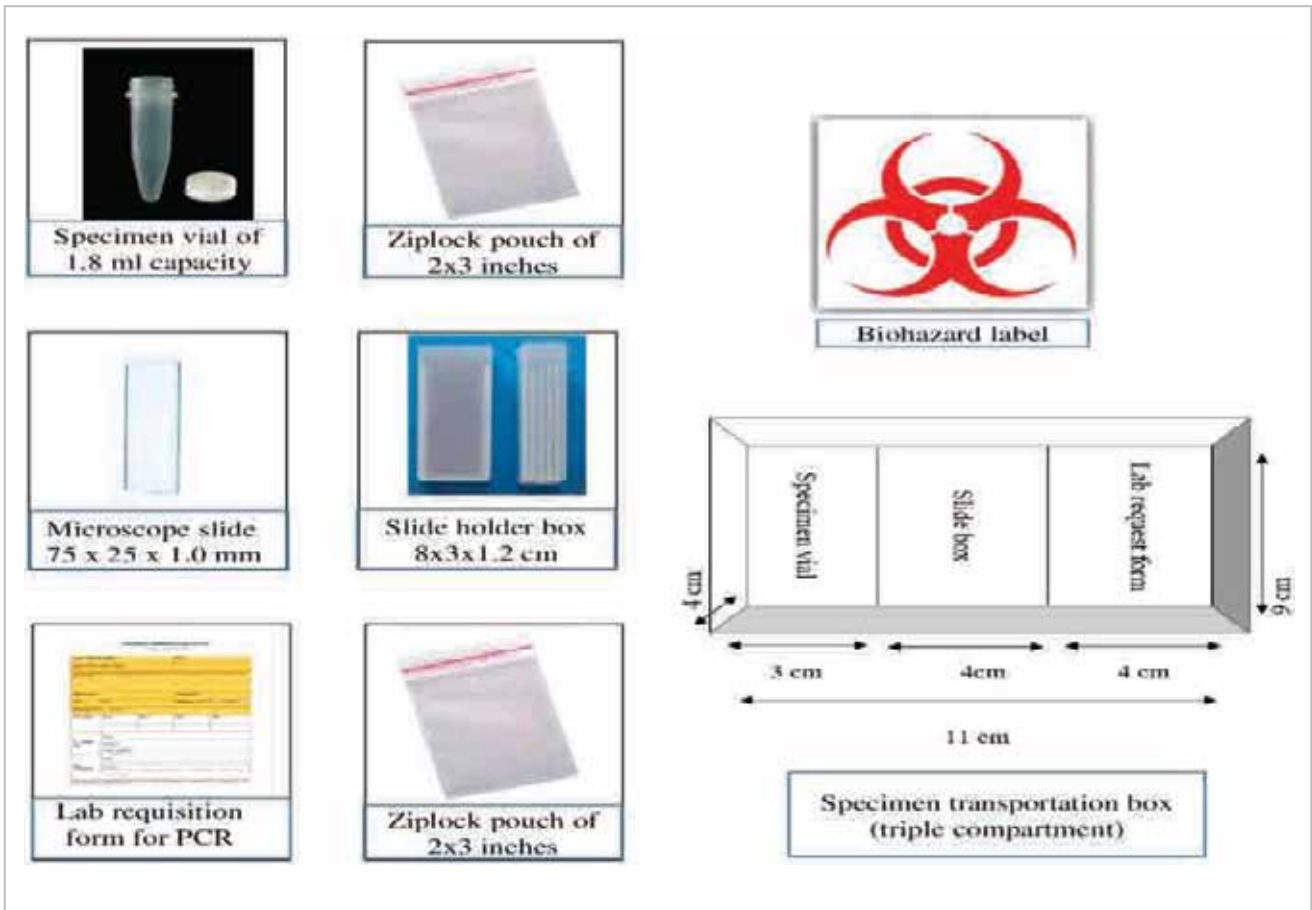 Specimen vial of
1.8 ml capacity
Ziplock pouch of
2x3 inches
Microscope slide
75 x 25 x 1.0 mm
Slide holder box
8x3x1.2 cm
Lab requisition
form for PCR
Ziplock pouch of
2x3 inches
Biohazard label
Specimen vial
Slide box
Lab request form
4 cm
9 cm
3 cm
4cm
4 cm
11 cm
Specimen transportation box
(triple compartment)